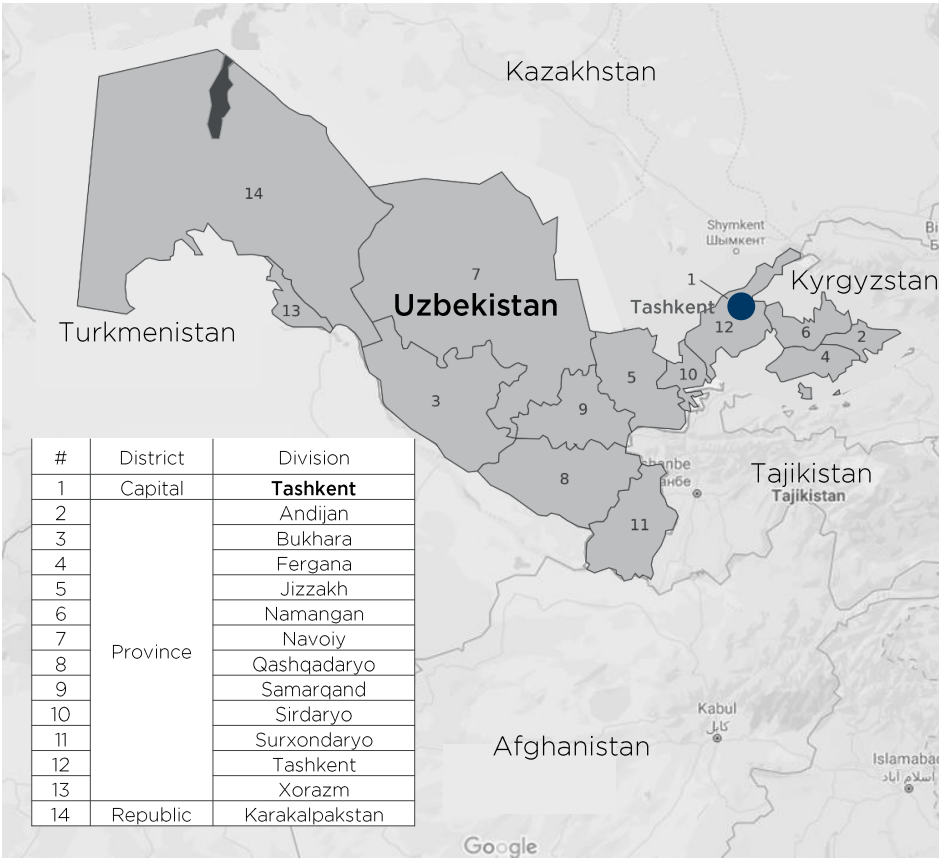 Kazakhstan
14
Shymkent
Шымкент
Bi
Б
7
1
Kyrgyzstan
13
Uzbekistan
Tashkent
12
6
2
Turkmenistan
4
5
10
3
9
hanbe
анбе
Tajikistan
Tajikistan
8
11
# District Division
1 Capital Tashkent
2 Andijan
3 Bukhara
4 Fergana
5 Jizzakh
6 Namangan
7 Navoiy
Province
8 Qashqadaryo
9 Samarqand
10 Sirdaryo
11 Surxondaryo
12 Tashkent
13 Xorazm
14 Republic Karakalpakstan
Kabul
کابل
Afghanistan
Islamabad
اسلام آباد
Google